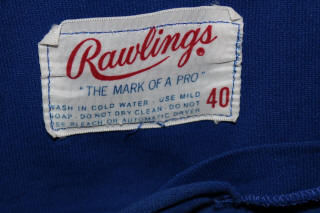 Rawlings
"THE MARK OF A PRO"
WASH IN COLD WATER · USE MILD
SOAP · DO NOT DRY CLEAN · DO NOT
USE BLEACH OR AUTOMATIC DRYER
40